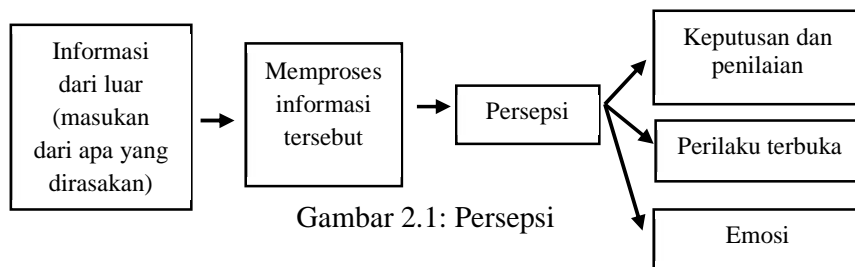 Informasi
dari luar
(masukan
dari apa yang
dirasakan)
Memproses
informasi
tersebut
Persepsi
Keputusan dan
penilaian
Perilaku terbuka
Emosi
Gambar 2.1: Persepsi